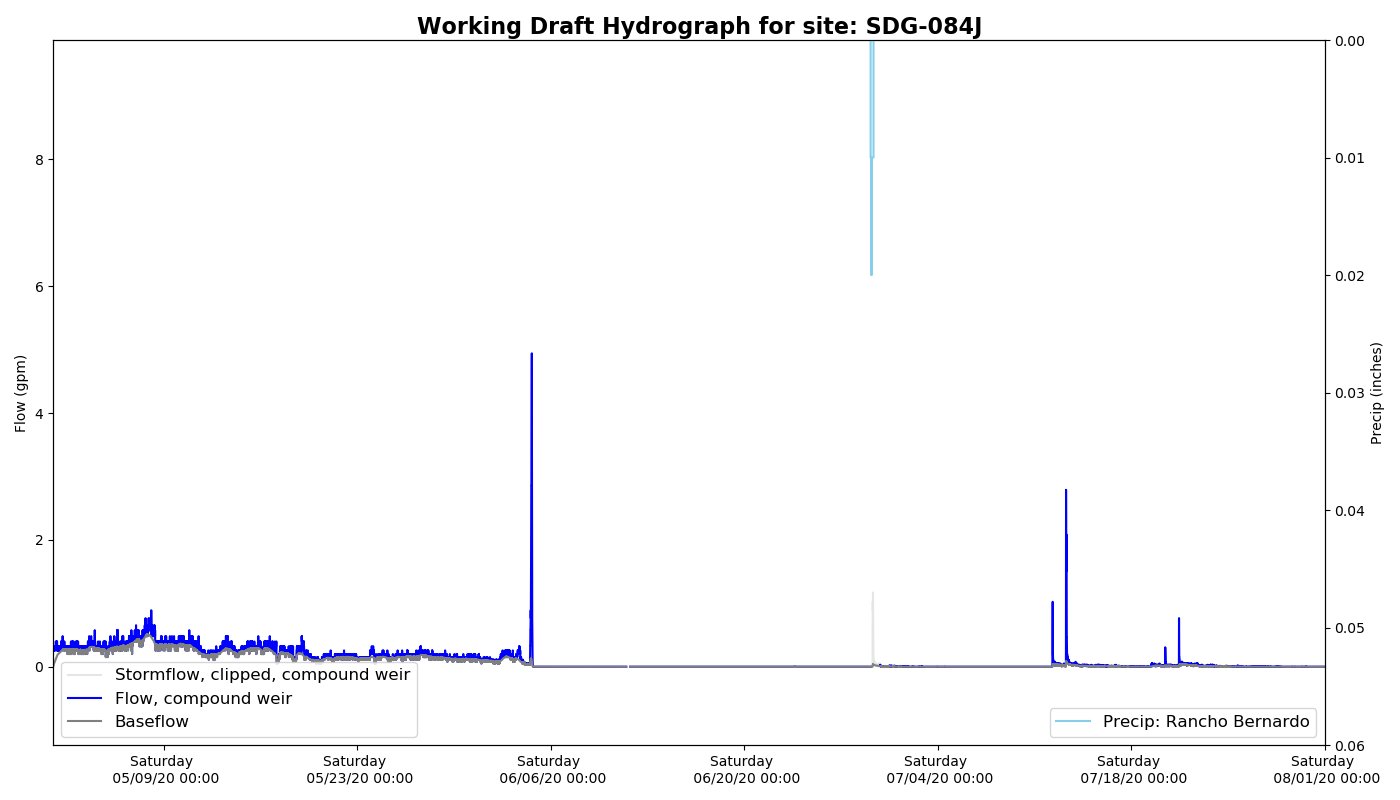 Working Draft Hydrograph for site: SDG-084J
0.00
8
0.01
6
0.02
Flow (gpm)
Precip (inches)
4
0.03
2
0.04
0
0.05
0.06
Stormflow, clipped, compound weir
Flow, compound weir
Baseflow
Precip: Rancho Bernardo
Saturday
05/09/20 00:00
Saturday
05/23/20 00:00
Saturday
06/06/20 00:00
Saturday
06/20/20 00:00
Saturday
07/04/20 00:00
Saturday
07/18/20 00:00
Saturday
08/01/20 00:00